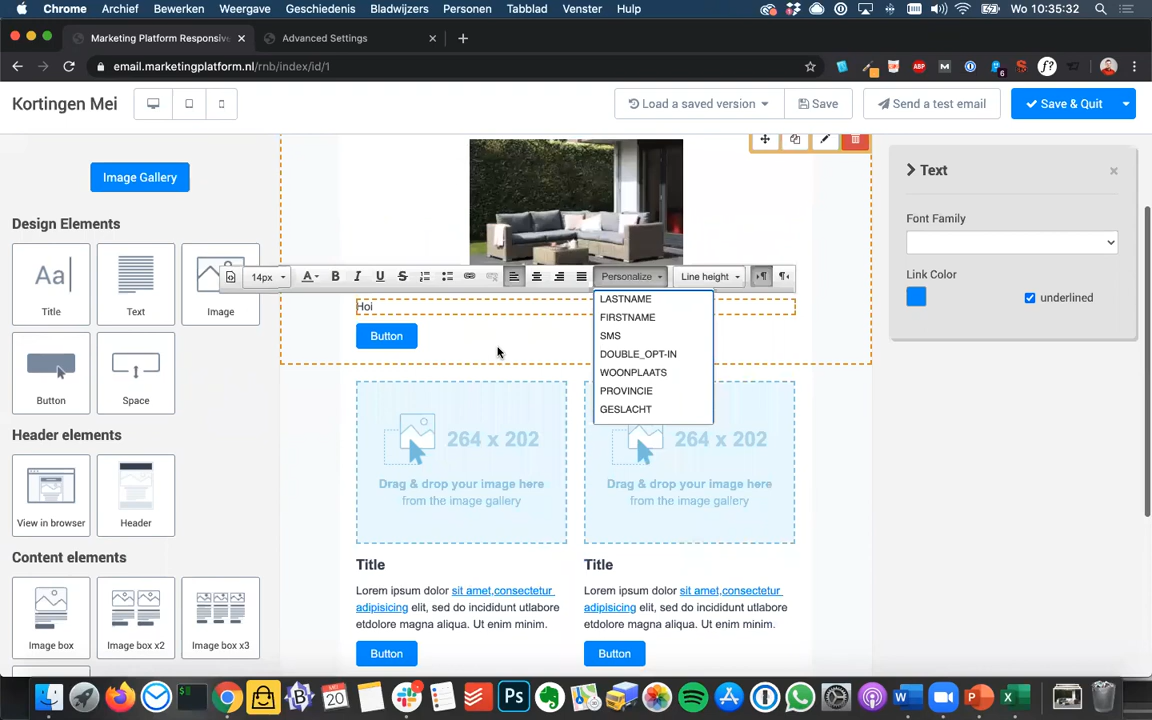 Chrome Archief Bewerken Weergave Geschiedenis Bladwijzers Personen Tabblad Venster Help Wo 10:35:32
Marketing Platform Responsive Advanced Settings
email.marketingplatform.nl/rnb/index/id/1
Kortingen Mei Load a saved version Save Send a test email Save & Quit
Image Gallery
Design Elements
Title Text Image
Button Space
Header elements
View in browser Header
Content elements
Image box Image box x2 Image box x3
14px Personalize Line height
Hoi
Button
LASTNAME
FIRSTNAME
SMS
DOUBLE_OPT-IN
WOONPLAATS
PROVINCIE
GESLACHT
264 x 202
Drag & drop your image here
from the image gallery
Title
Lorem ipsum dolor sit amet,consectetur
adipisicing elit, sed do incididunt utlabore
etdolore magna aliqua. Ut enim minim.
Button
264 x 202
Drag & drop your image here
from the image gallery
Title
Lorem ipsum dolor sit amet,consectetur
adipisicing elit, sed do incididunt utlabore
etdolore magna aliqua. Ut enim minim.
Button
Text
Font Family
Link Color
underlined